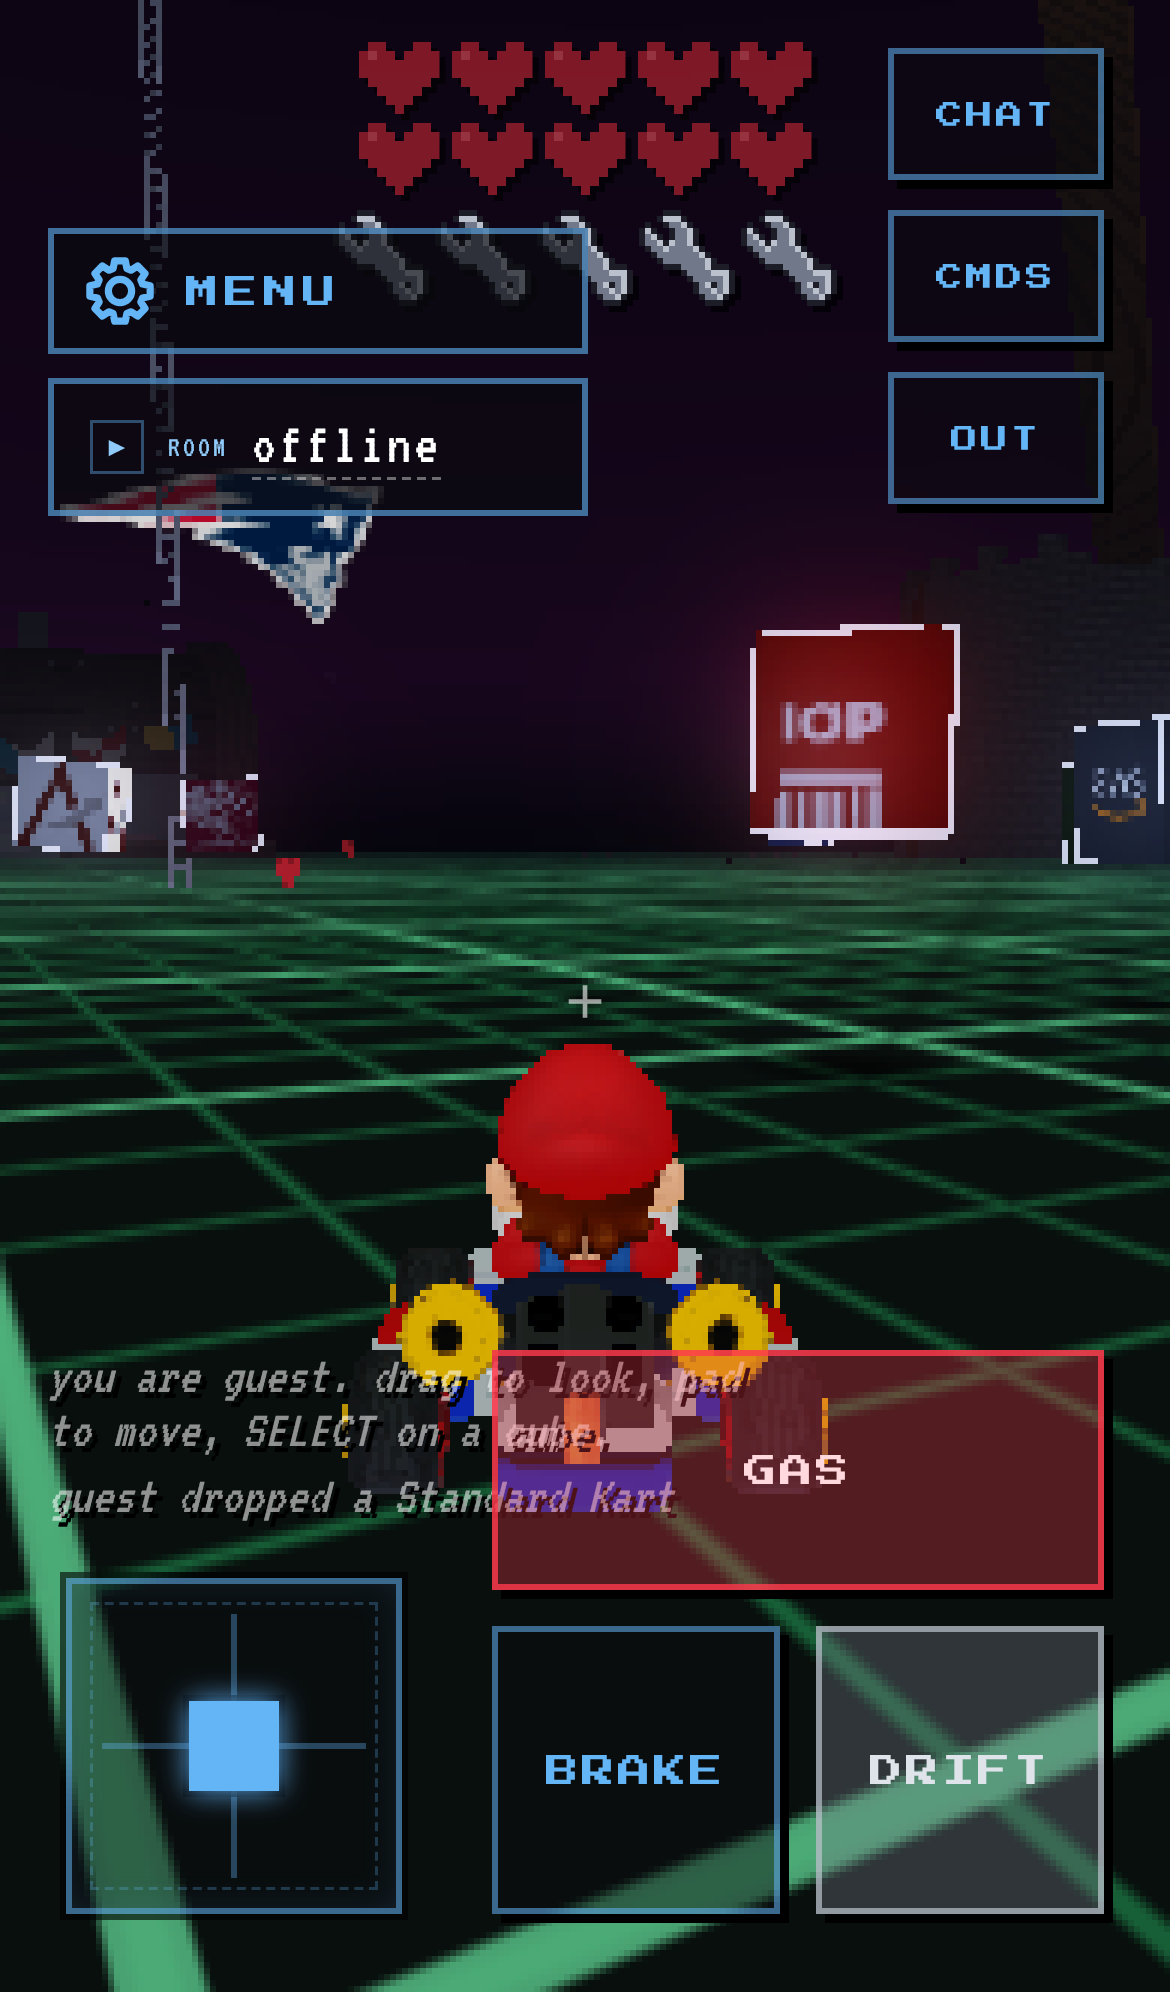 CHAT
MENU
CMDS
ROOM offline
OUT
you are guest. drag to look, pad
to move, SELECT on a cube.
guest dropped a Standard Kart
GAS
BRAKE
DRIFT